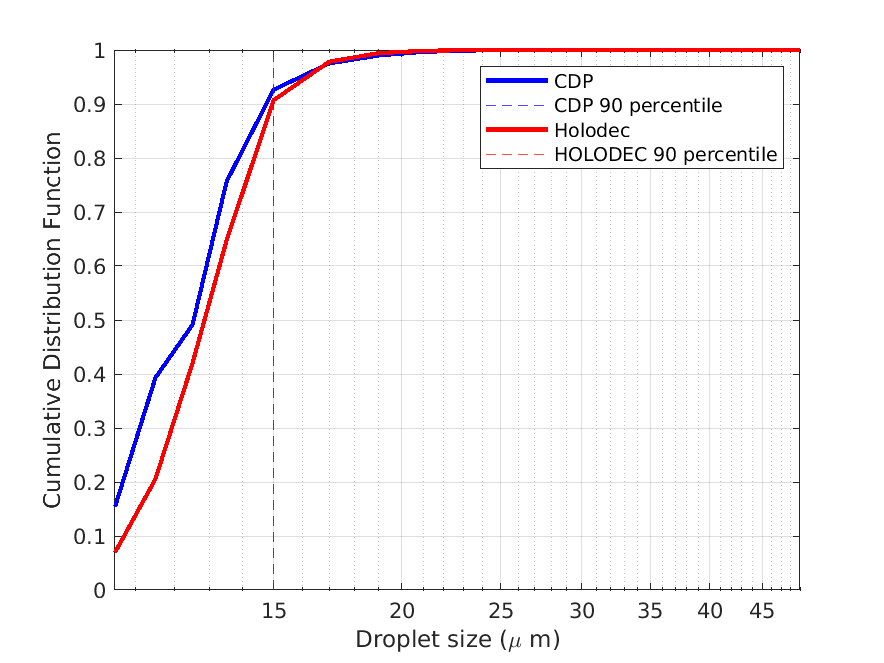 1
0.9
0.8
0.7
0.6
0.5
0.4
0.3
0.2
0.1
0
Cumulative Distribution Function
CDP
CDP 90 percentile
Holodec
HOLODEC 90 percentile
15 20 25 30 35 40 45
Droplet size (μ m)